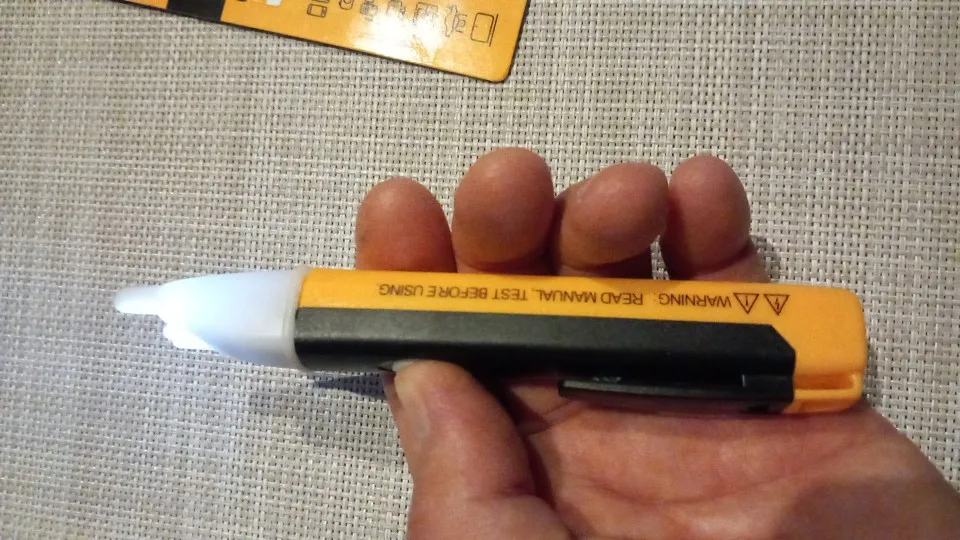 WARNING: READ MANUAL, TEST BEFORE USING